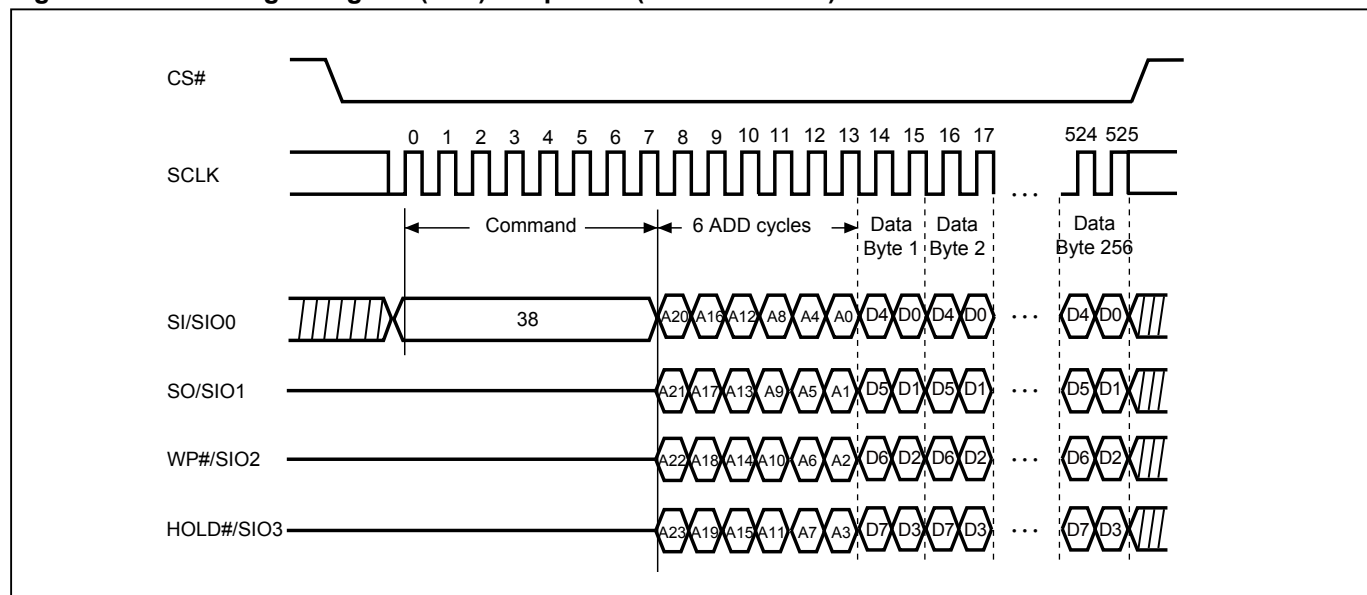 CS#
0 1 2 3 4 5 6 7 8 9 10 11 12 13 14 15 16 17 524 525
SCLK
...
Command 6 ADD cycles Data Data Data
Byte 1 Byte 2 Byte 256
SI/SIO0 38 A20 A16 A12 A8 A4 A0 D4 D0 D4 D0 ... D4 D0
SO/SIO1 A21 A17 A13 A9 A5 A1 D5 D1 D5 D1 ... D5 D1
WP#/SIO2 A22 A18 A14 A10 A6 A2 D6 D2 D6 D2 ... D6 D2
HOLD#/SIO3 A23 A19 A15 A11 A7 A3 D7 D3 D7 D3 ... D7 D3